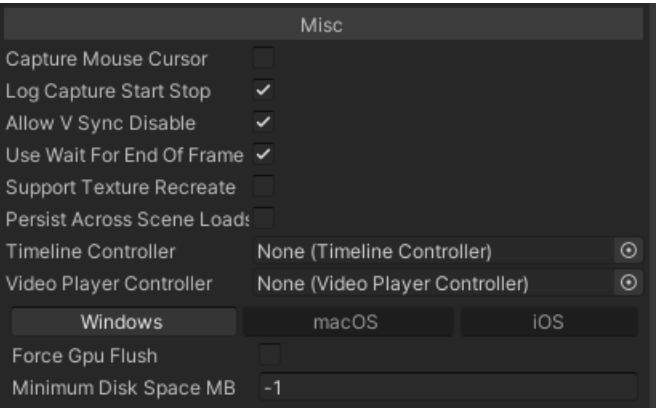 Misc
Capture Mouse Cursor
Log Capture Start Stop
Allow V Sync Disable
Use Wait For End Of Frame
Support Texture Recreate
Persist Across Scene Loads
Timeline Controller None (Timeline Controller)
Video Player Controller None (Video Player Controller)
Windows macOS iOS
Force Gpu Flush
Minimum Disk Space MB -1